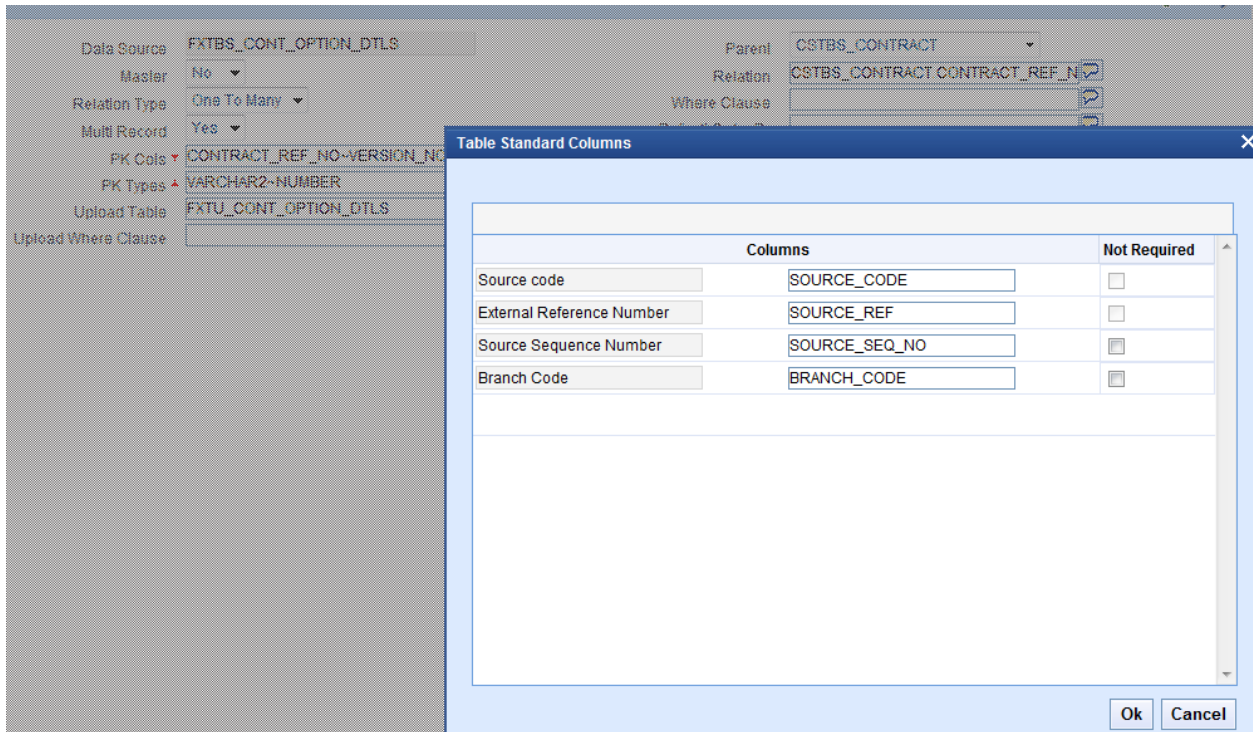 Data Source FXTBS_CONT_OPTION_DTLS Parent CSTBS_CONTRACT
Master No Relation CSTBS_CONTRACT CONTRACT_REF_N
Relation Type One To Many Where Clause
Multi Record Yes
PK Cols CONTRACT_REF_NO~VERSION_NO
PK Types VARCHAR2~NUMBER
Upload Table FXTU_CONT_OPTION_DTLS
Upload Where Clause
Table Standard Columns
Columns Not Required
Source code SOURCE_CODE
External Reference Number SOURCE_REF
Source Sequence Number SOURCE_SEQ_NO
Branch Code BRANCH_CODE
Ok Cancel